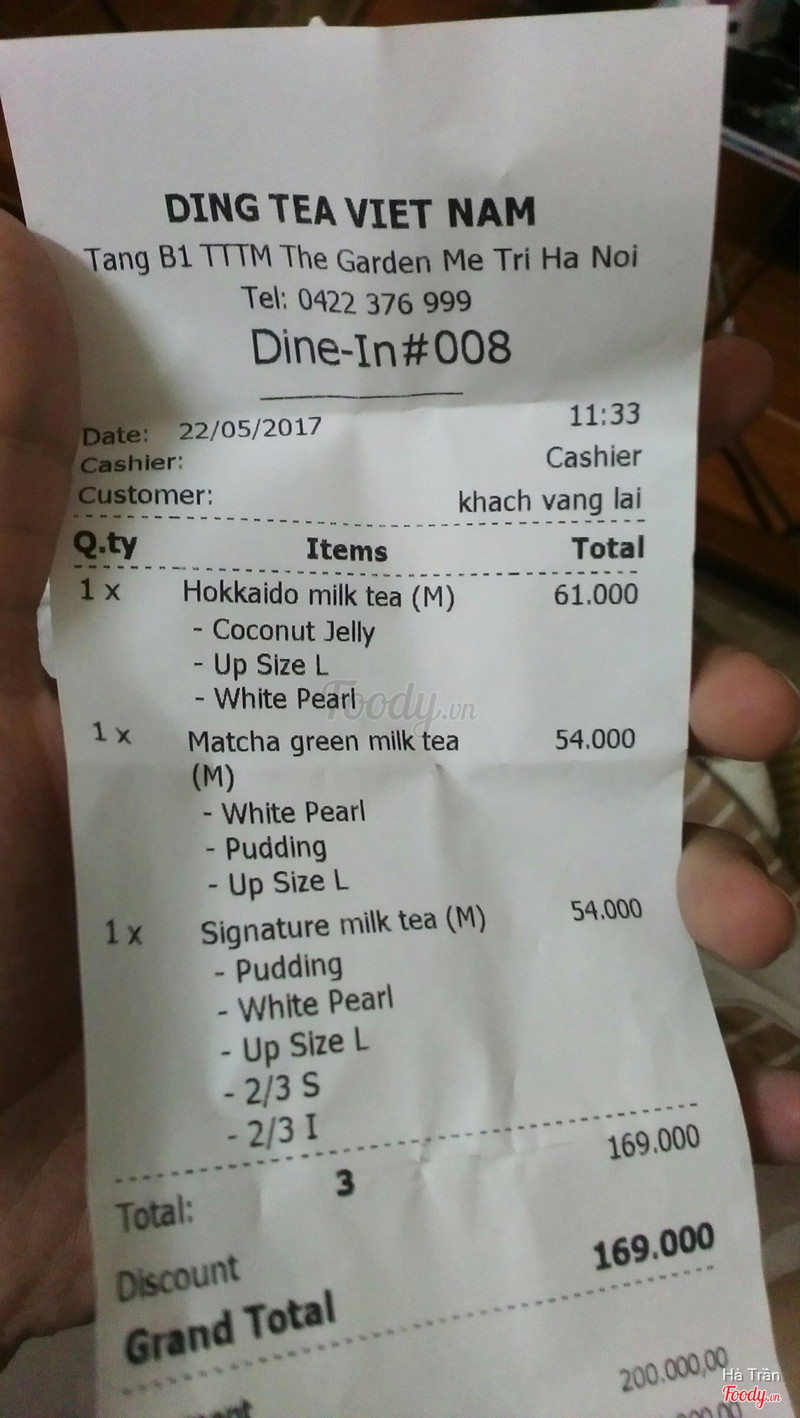 DING TEA VIET NAM
Tang B1 TTTM The Garden Me Tri Ha Noi
Tel: 0422 376 999
Dine-In#008
Date: 22/05/2017 11:33
Cashier: Cashier
Customer: khach vang lai
Q.ty Items Total
1 x Hokkaido milk tea (M) 61.000
- Coconut Jelly
- Up Size L
- White Pearl
Foody.vn
1 x Matcha green milk tea 54.000
(M)
- White Pearl
- Pudding
- Up Size L
1 x Signature milk tea (M) 54.000
- Pudding
- White Pearl
- Up Size L
- 2/3 S
- 2/3 I
Total: 3 169.000
Discount
Grand Total 169.000
200.000,00
Hà Trần
Foody.vn